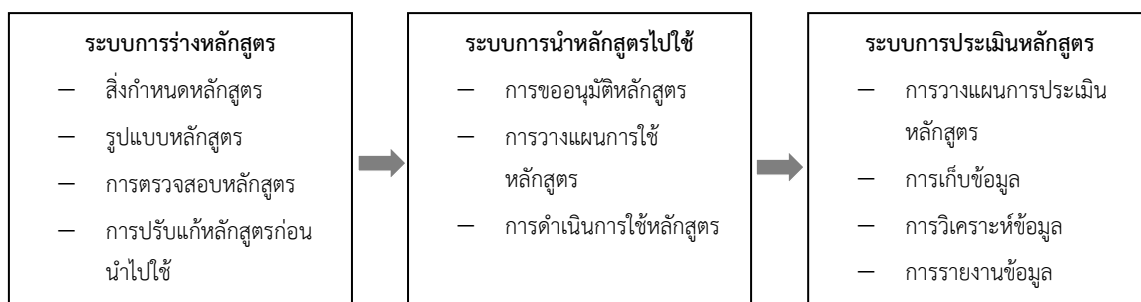 ระบบการร่างหลักสูตร
— สิ่งกำหนดหลักสูตร
— รูปแบบหลักสูตร
— การตรวจสอบหลักสูตร
— การปรับแก้หลักสูตรก่อน
นำไปใช้
ระบบการนำหลักสูตรไปใช้
— การขออนุมัติหลักสูตร
— การวางแผนการใช้
หลักสูตร
— การดำเนินการใช้หลักสูตร
ระบบการประเมินหลักสูตร
— การวางแผนการประเมิน
หลักสูตร
— การเก็บข้อมูล
— การวิเคราะห์ข้อมูล
— การรายงานข้อมูล